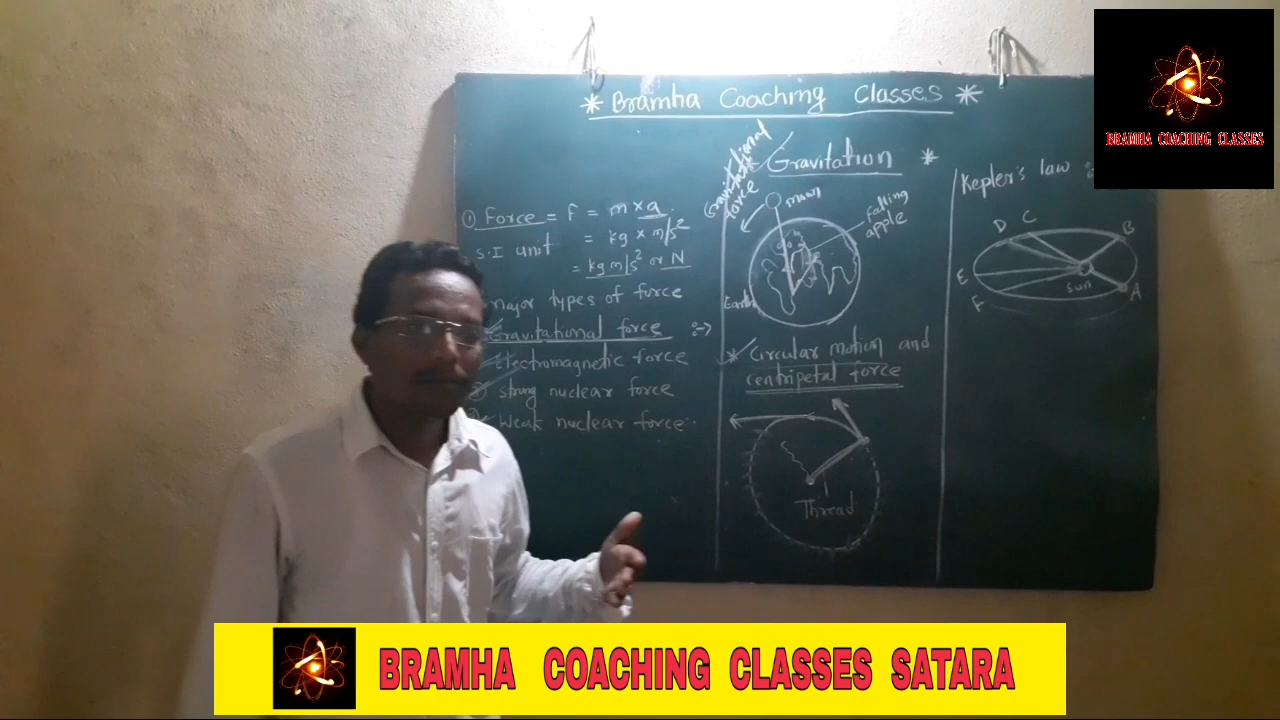 * Bramha Coaching Classes *
BRAMHA COACHING CLASSES
① Force = F = m × a.
S.I unit = kg × m/s²
= kg m/s² or N
major types of force
Gravitational force :→
Electromagnetic force
strong nuclear force
Weak nuclear force
Gravitation *
Gravitational
force
moon
falling
apple
Earth
* Circular motion and
centripetal force
Thread
Kepler's law
D C B
E
F
sun
A
BRAMHA COACHING CLASSES SATARA